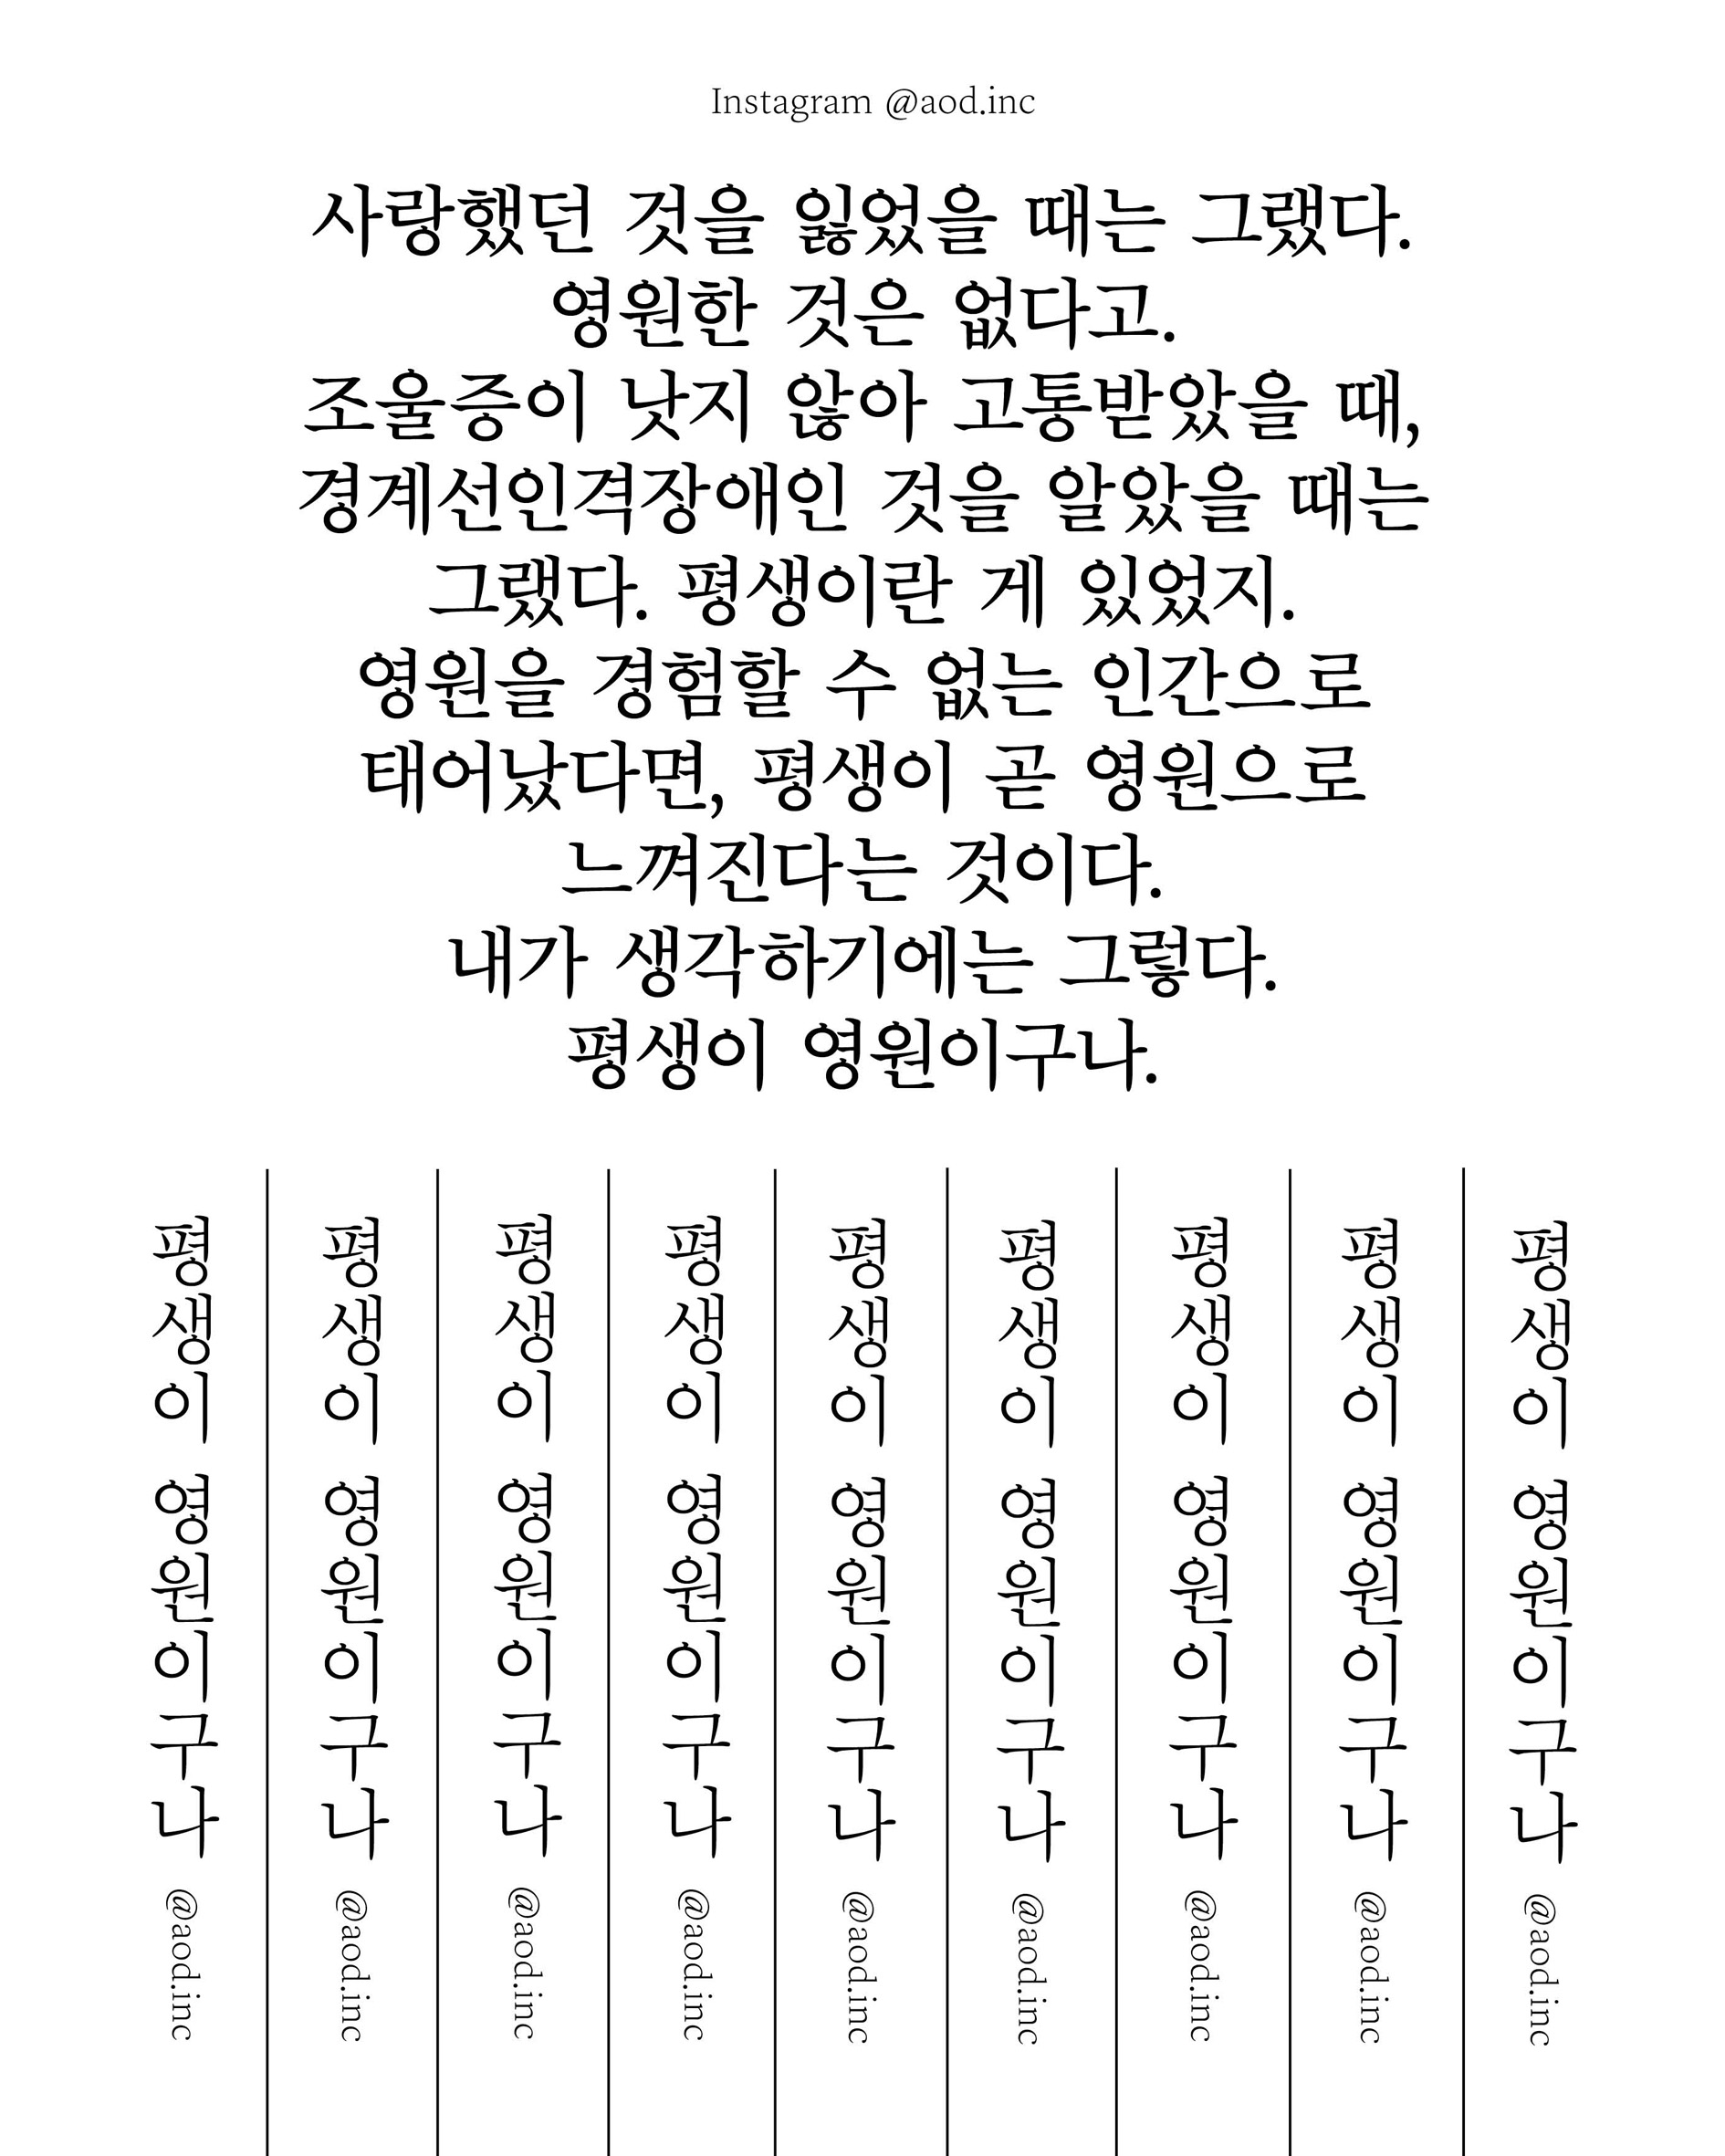 Instagram @aod.inc
사랑했던 것을 잃었을 때는 그랬다.
영원한 것은 없다고.
조울증이 낫지 않아 고통받았을 때,
경계선인격장애인 것을 알았을 때는
그랬다. 평생이란 게 있었지.
영원을 경험할 수 없는 인간으로
태어났다면, 평생이 곧 영원으로
느껴진다는 것이다.
내가 생각하기에는 그렇다.
평생이 영원이구나.
평생이 영원이구나 @aod.inc
평생이 영원이구나 @aod.inc
평생이 영원이구나 @aod.inc
평생이 영원이구나 @aod.inc
평생이 영원이구나 @aod.inc
평생이 영원이구나 @aod.inc
평생이 영원이구나 @aod.inc
평생이 영원이구나 @aod.inc
평생이 영원이구나 @aod.inc